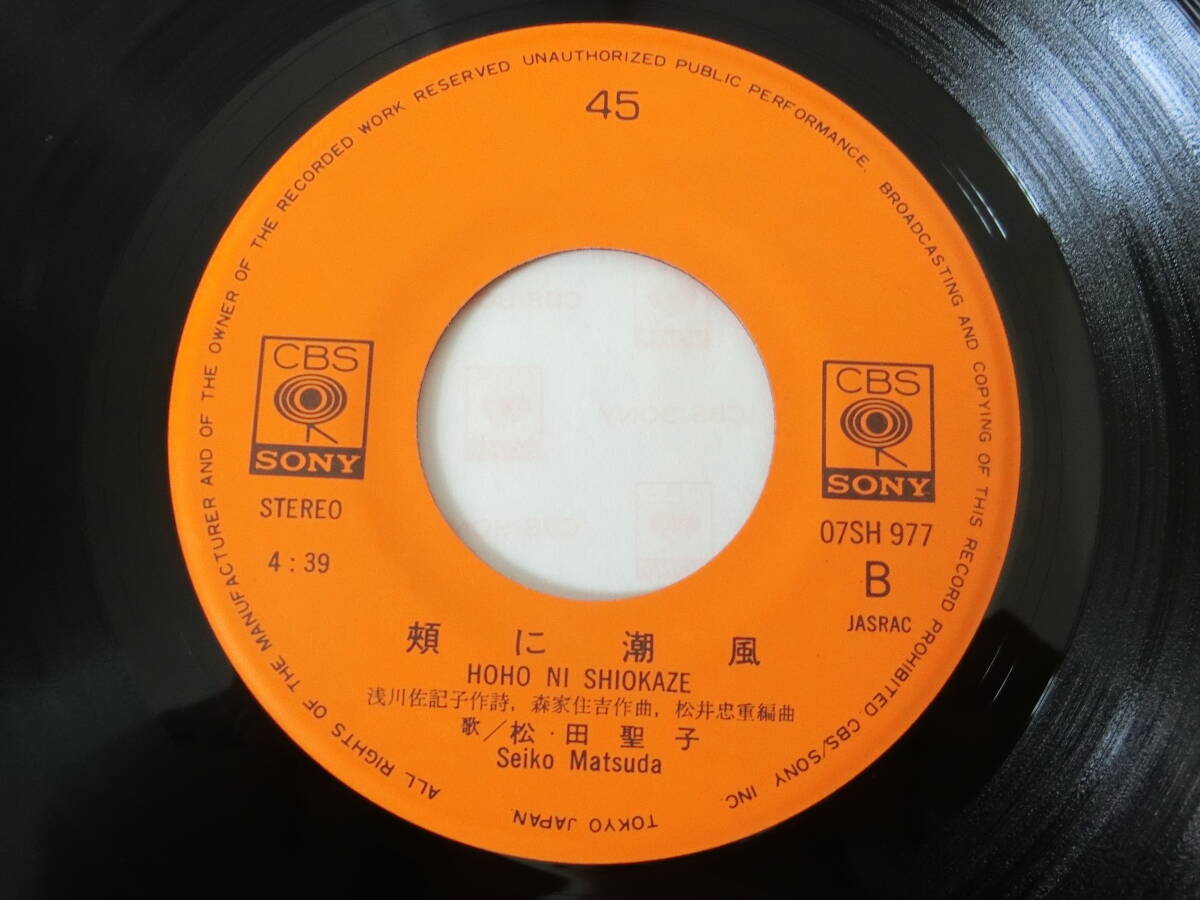 45
ALL RIGHTS OF THE MANUFACTURER AND OF THE OWNER OF THE RECORDED WORK RESERVED UNAUTHORIZED PUBLIC PERFORMANCE. BROADCASTING AND COPYING OF THIS RECORD PROHIBITED. CBS/SONY INC.
TOKYO JAPAN.
CBS
SONY
STEREO
4:39
CBS
SONY
07SH 977
B
JASRAC
頰に潮風
HOHO NI SHIOKAZE
浅川佐記子作詩, 森家住吉作曲, 松井忠重編曲
歌/松・田聖子
Seiko Matsuda